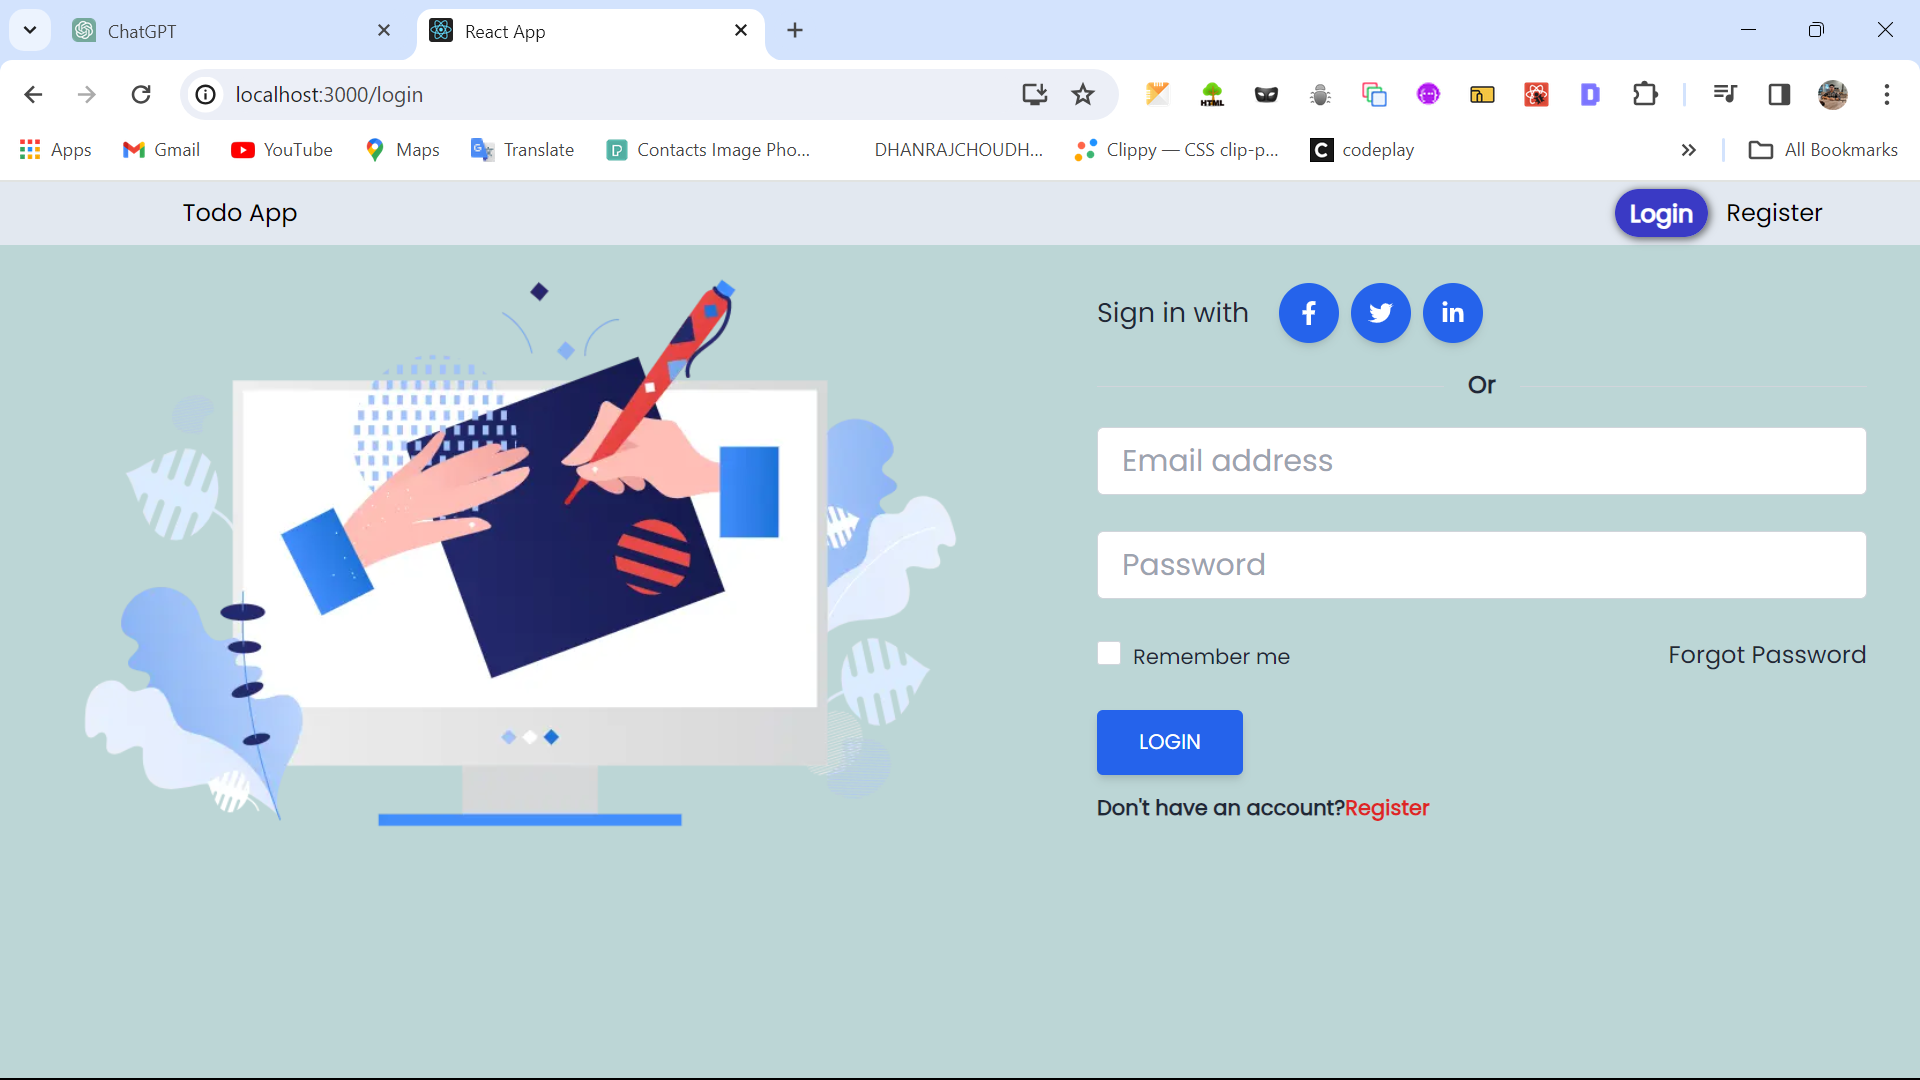 ChatGPT
React App
localhost:3000/login
HTML
Apps
Gmail
YouTube
Maps
Translate
Contacts Image Pho...
DHANRAJCHOUDH...
Clippy — CSS clip-p...
codeplay
All Bookmarks
Todo App
Login
Register
Sign in with
Or
Email address
Password
Remember me
Forgot Password
LOGIN
Don't have an account?Register